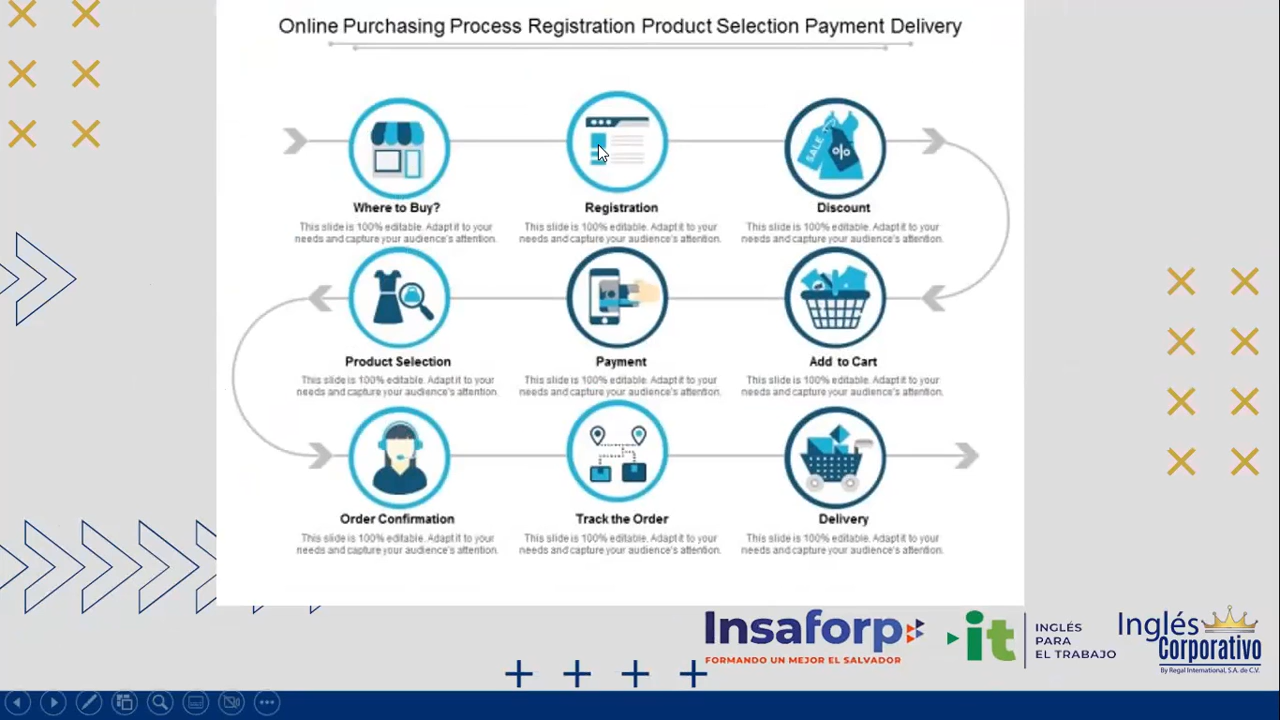 Online Purchasing Process Registration Product Selection Payment Delivery
SALE
%
Where to Buy?
This slide is 100% editable. Adapt it to your
needs and capture your audience's attention.
Registration
This slide is 100% editable. Adapt it to your
needs and capture your audience's attention.
Discount
This slide is 100% editable. Adapt it to your
needs and capture your audience's attention.
Product Selection
This slide is 100% editable. Adapt it to your
needs and capture your audience's attention.
Payment
This slide is 100% editable. Adapt it to your
needs and capture your audience's attention.
Add to Cart
This slide is 100% editable. Adapt it to your
needs and capture your audience's attention.
Order Confirmation
This slide is 100% editable. Adapt it to your
needs and capture your audience's attention.
Track the Order
This slide is 100% editable. Adapt it to your
needs and capture your audience's attention.
Delivery
This slide is 100% editable. Adapt it to your
needs and capture your audience's attention.
Insaforp
FORMANDO UN MEJOR EL SALVADOR
it
INGLÉS
PARA
EL TRABAJO
Inglés
Corporativo
By Regal International, S.A. de C.V.